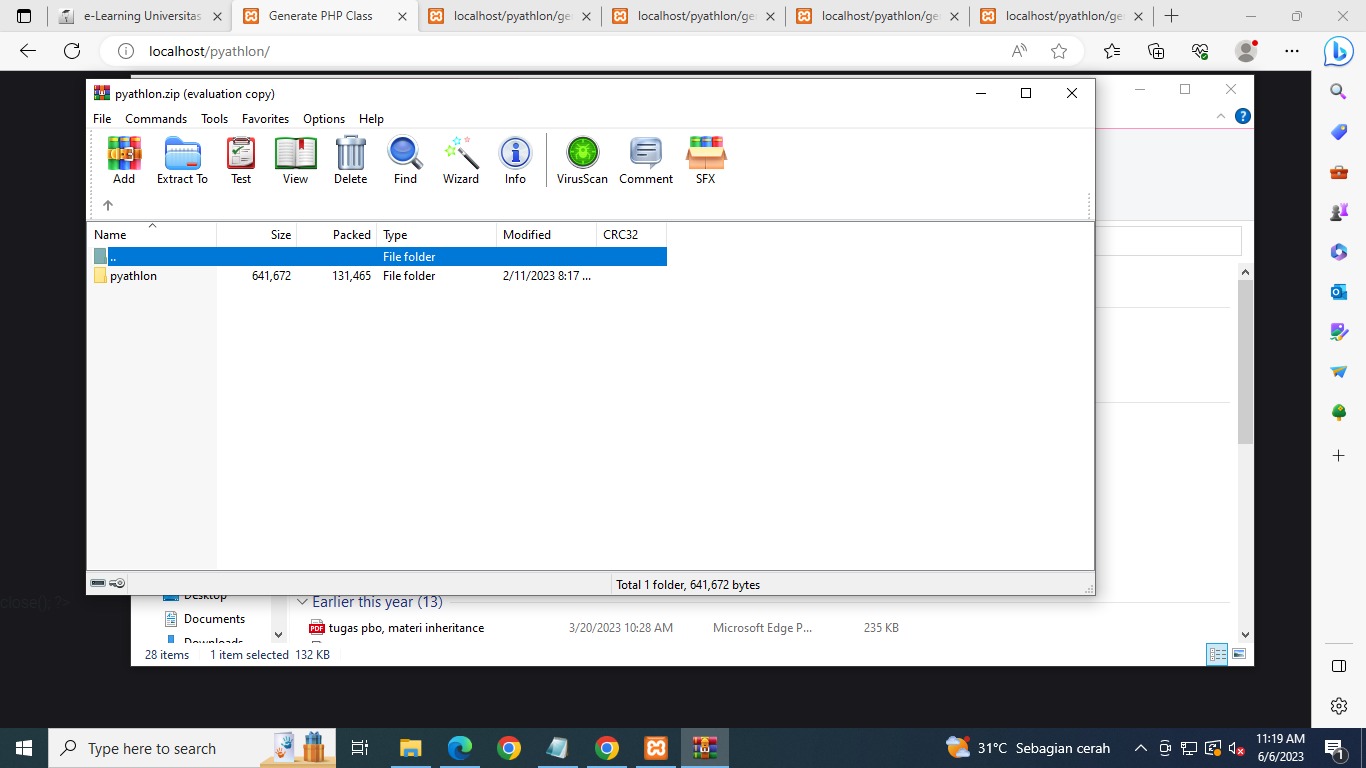 e-Learning Universitas
Generate PHP Class
localhost/pyathlon/ge
localhost/pyathlon/ge
localhost/pyathlon/ge
localhost/pyathlon/ge
localhost/pyathlon/
pyathlon.zip (evaluation copy)
File Commands Tools Favorites Options Help
Add Extract To Test View Delete Find Wizard Info VirusScan Comment SFX
Name Size Packed Type Modified CRC32
.. File folder
pyathlon 641,672 131,465 File folder 2/11/2023 8:17 ...
Total 1 folder, 641,672 bytes
close(); ?>
Desktop
Earlier this year (13)
Documents
tugas pbo, materi inheritance 3/20/2023 10:28 AM Microsoft Edge P... 235 KB
Downloads
28 items 1 item selected 132 KB
Type here to search
31°C Sebagian cerah
11:19 AM
6/6/2023
1